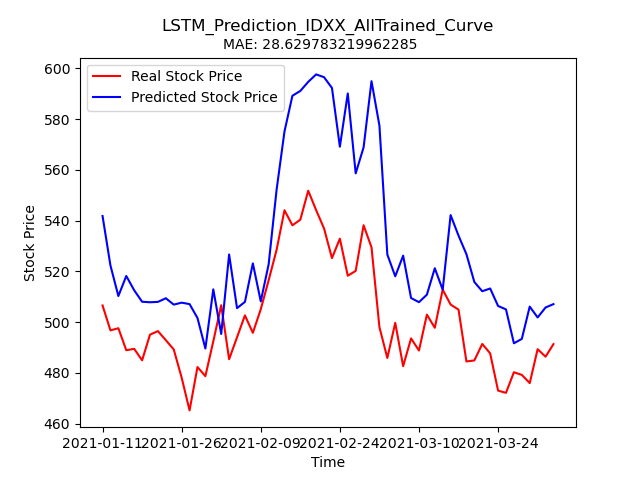 LSTM_Prediction_IDXX_AllTrained_Curve
MAE: 28.629783219962285
Real Stock Price
Predicted Stock Price
600
580
560
540
520
500
480
460
Stock Price
2021-01-11
2021-01-26
2021-02-09
2021-02-24
2021-03-10
2021-03-24
Time